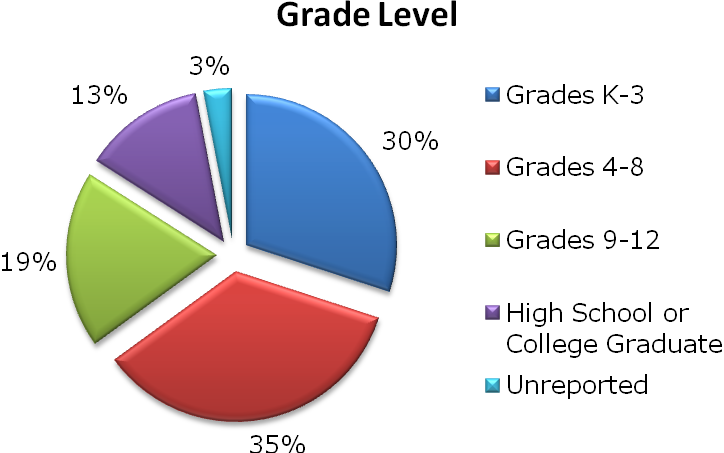 Grade Level
3%
13%
30%
19%
35%
Grades K-3
Grades 4-8
Grades 9-12
High School or
College Graduate
Unreported